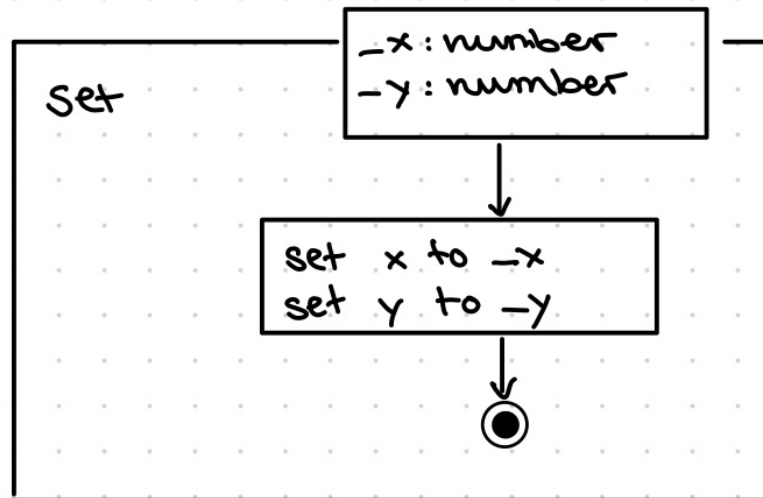 _x : number
_y : number
set
set x to _x
set y to _y